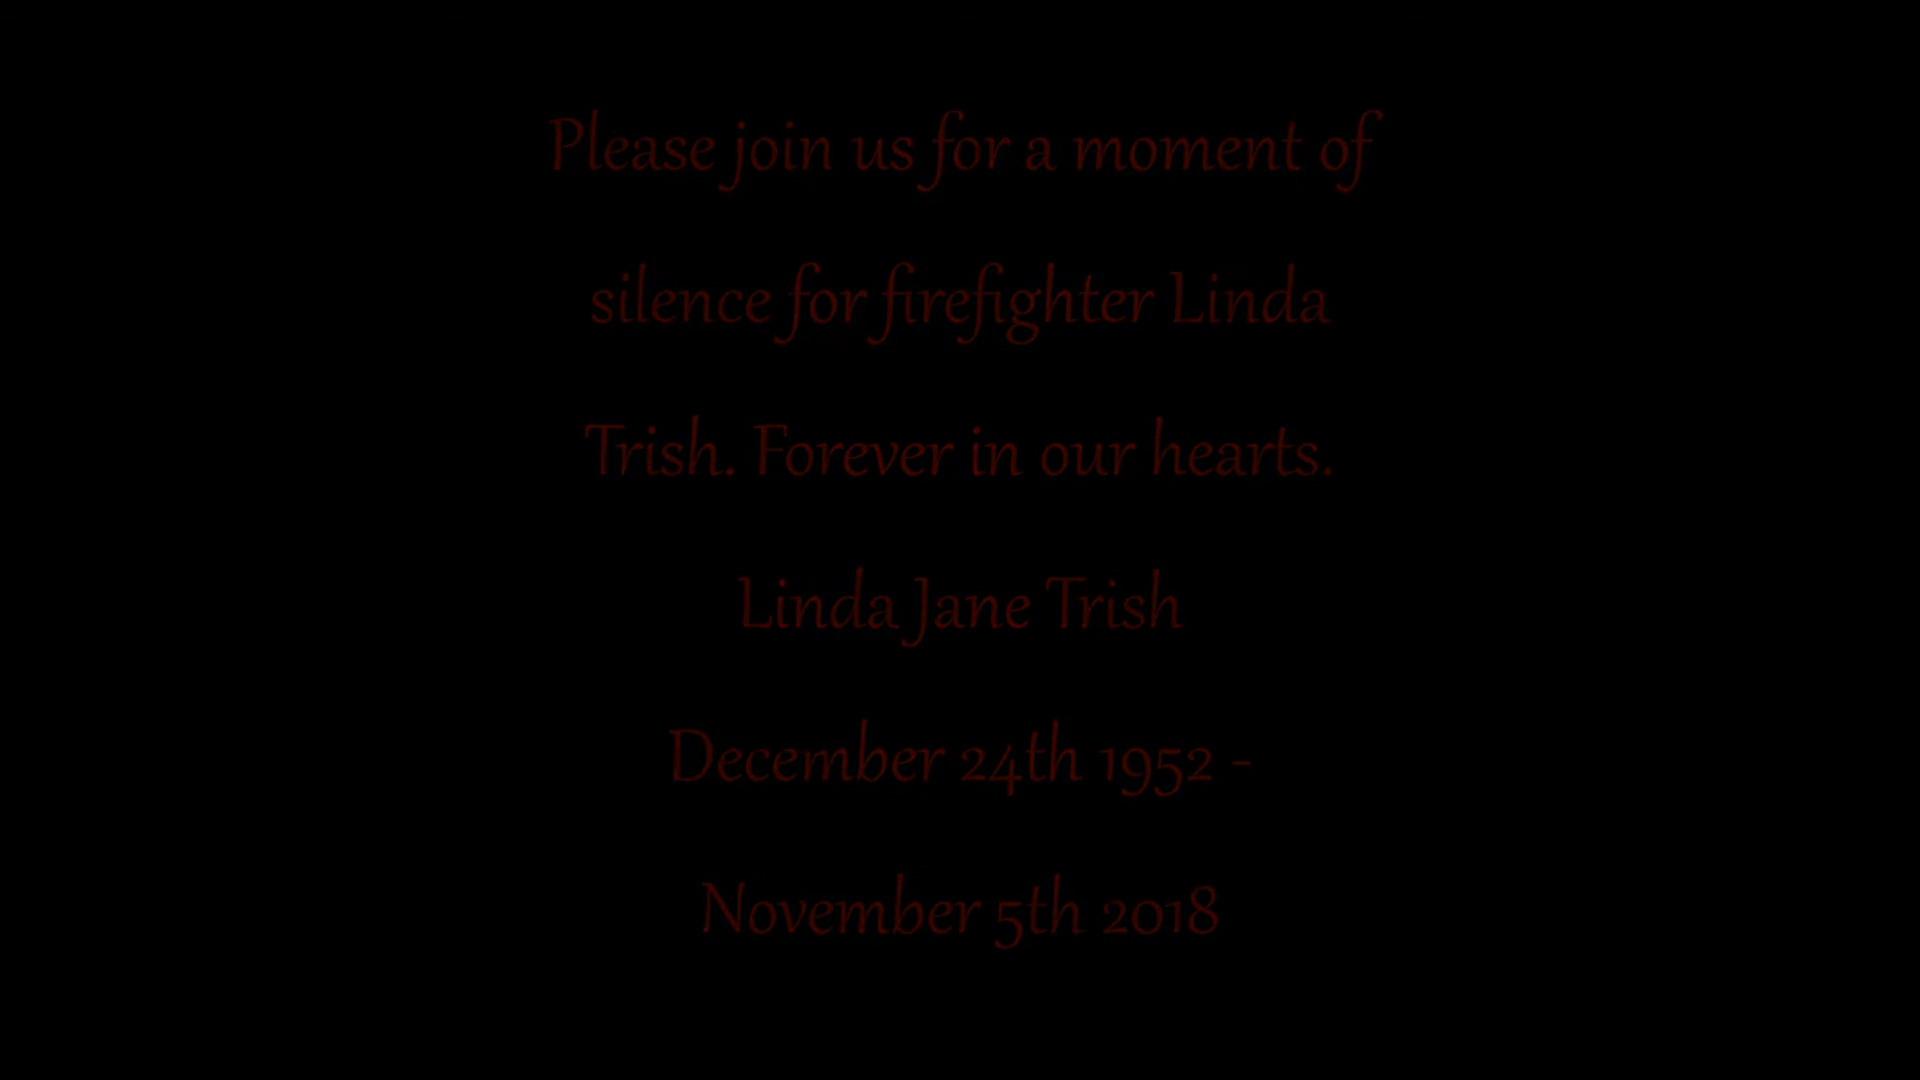 Please join us for a moment of
silence for firefighter Linda
Trish. Forever in our hearts.
Linda Jane Trish
December 24th 1952 -
November 5th 2018